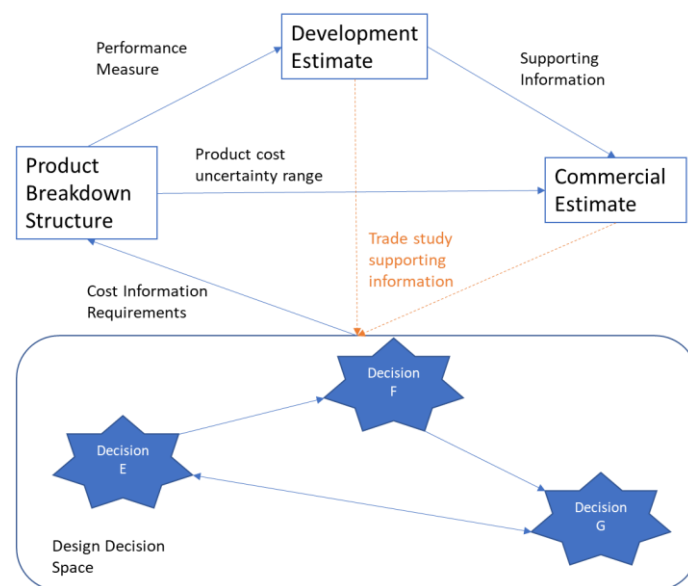 Development
Estimate
Performance
Measure
Supporting
Information
Product
Breakdown
Structure
Product cost
uncertainty range
Commercial
Estimate
Trade study
supporting
information
Cost Information
Requirements
Decision
F
Decision
E
Decision
G
Design Decision
Space